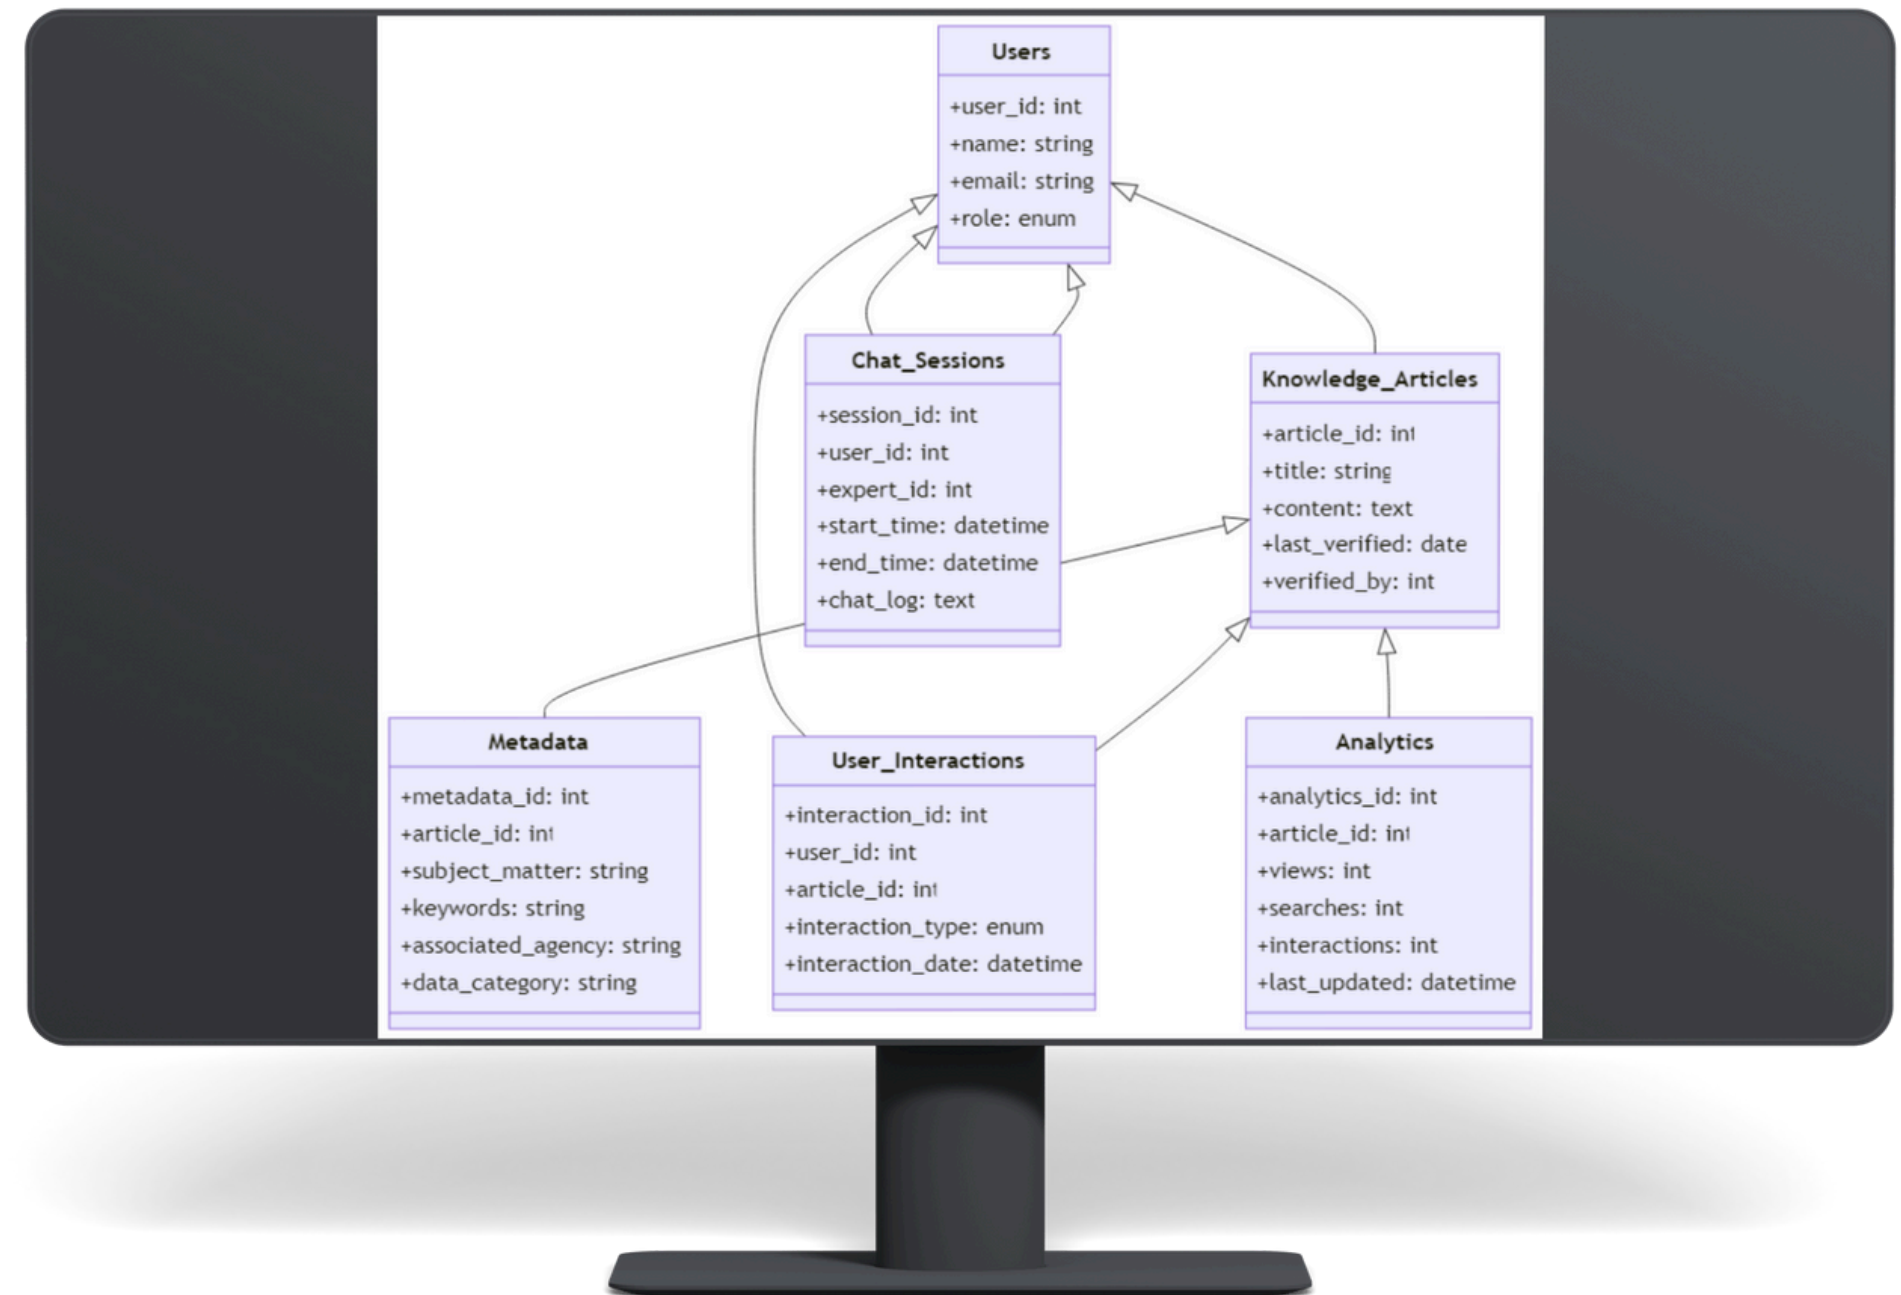 Users
+user_id: int
+name: string
+email: string
+role: enum
Chat_Sessions
+session_id: int
+user_id: int
+expert_id: int
+start_time: datetime
+end_time: datetime
+chat_log: text
Knowledge_Articles
+article_id: int
+title: string
+content: text
+last_verified: date
+verified_by: int
Metadata
+metadata_id: int
+article_id: int
+subject_matter: string
+keywords: string
+associated_agency: string
+data_category: string
User_Interactions
+interaction_id: int
+user_id: int
+article_id: int
+interaction_type: enum
+interaction_date: datetime
Analytics
+analytics_id: int
+article_id: int
+views: int
+searches: int
+interactions: int
+last_updated: datetime